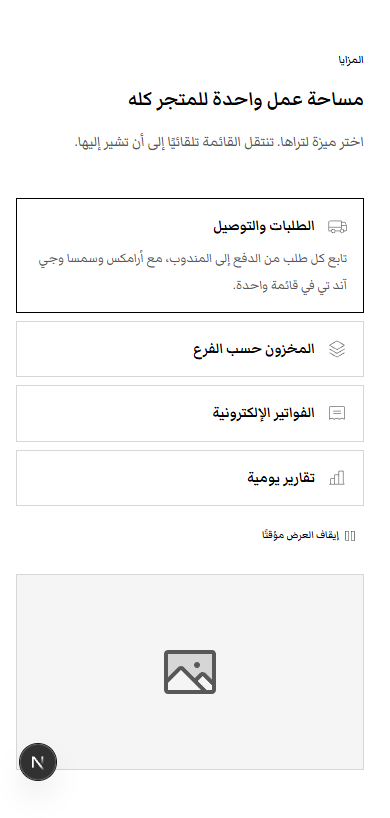 المزايا
مساحة عمل واحدة للمتجر كله
اختر ميزة لتراها. تنتقل القائمة تلقائيًا إلى أن تشير إليها.
الطلبات والتوصيل
تابع كل طلب من الدفع إلى المندوب، مع أرامكس وسمسا وجي
آند تي في قائمة واحدة.
المخزون حسب الفرع
الفواتير الإلكترونية
تقارير يومية
إيقاف العرض مؤقتًا
N